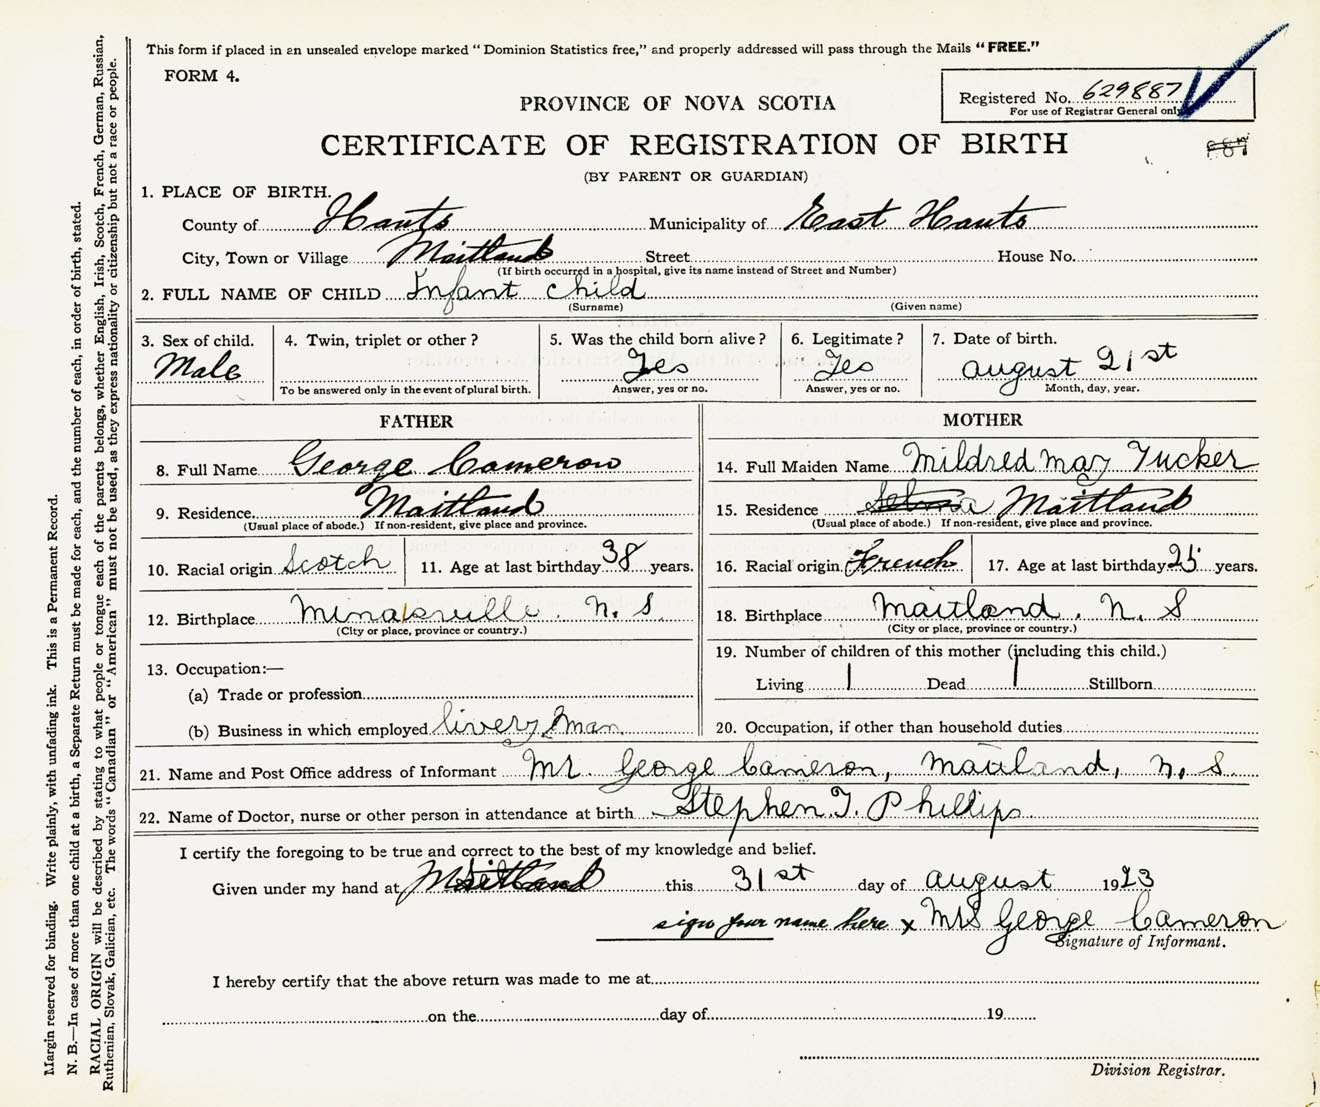 This form if placed in an unsealed envelope marked "Dominion Statistics free," and properly addressed will pass through the Mails "FREE."
FORM 4.
Registered No. 629887
For use of Registrar General only
PROVINCE OF NOVA SCOTIA
CERTIFICATE OF REGISTRATION OF BIRTH
(BY PARENT OR GUARDIAN)
1. PLACE OF BIRTH.
County of Hants Municipality of East Hants
City, Town or Village Maitland Street House No.
(If birth occurred in a hospital, give its name instead of Street and Number)
2. FULL NAME OF CHILD Infant child
(Surname) (Given name)
3. Sex of child. 4. Twin, triplet or other? 5. Was the child born alive? 6. Legitimate? 7. Date of birth.
Male Yes Yes august 21st
To be answered only in the event of plural birth. Answer, yes or no. Answer, yes or no. Month, day, year.
FATHER MOTHER
8. Full Name George Cameron 14. Full Maiden Name Mildred May Tucker
9. Residence Maitland 15. Residence Selma Maitland
(Usual place of abode.) If non-resident, give place and province. (Usual place of abode.) If non-resident, give place and province.
10. Racial origin Scotch 11. Age at last birthday 38 years. 16. Racial origin French 17. Age at last birthday 25 years.
12. Birthplace N. S. 18. Birthplace Maitland. N. S
(City or place, province or country.) (City or place, province or country.)
13. Occupation:— 19. Number of children of this mother (including this child.)
(a) Trade or profession Living 1 Dead 1 Stillborn
(b) Business in which employed livery man 20. Occupation, if other than household duties
21. Name and Post Office address of Informant Mr. George Cameron, Maitland, N. S.
22. Name of Doctor, nurse or other person in attendance at birth Stephen T. Phillips
I certify the foregoing to be true and correct to the best of my knowledge and belief.
Given under my hand at Maitland this 31st day of august 1923
sign your name here x Mrs George Cameron
Signature of Informant.
I hereby certify that the above return was made to me at
on the day of 19
Division Registrar.
Margin reserved for binding. Write plainly, with unfading ink. This is a Permanent Record.
N. B.—In case of more than one child at a birth, a Separate Return must be made for each, and the number of each, in order of birth, stated.
RACIAL ORIGIN will be described by stating to what people or tongue each of the parents belongs, whether English, Irish, Scotch, French, German, Russian,
Ruthenian, Slovak, Galician, etc. The words "Canadian" or "American" must not be used, as they express nationality or citizenship but not a race or people.